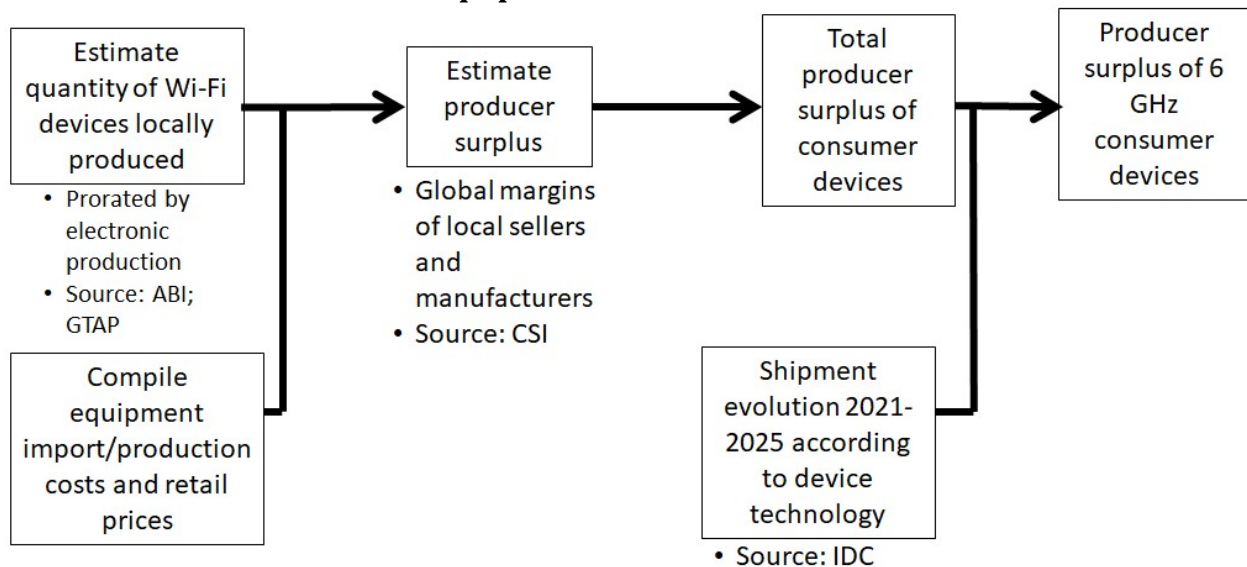 Estimate
quantity of Wi-Fi
devices locally
produced
• Prorated by
electronic
production
• Source: ABI;
GTAP
Compile
equipment
import/production
costs and retail
prices
Estimate
producer
surplus
• Global margins
of local sellers
and
manufacturers
• Source: CSI
Total
producer
surplus of
consumer
devices
Shipment
evolution 2021-
2025 according
to device
technology
• Source: IDC
Producer
surplus of 6
GHz
consumer
devices